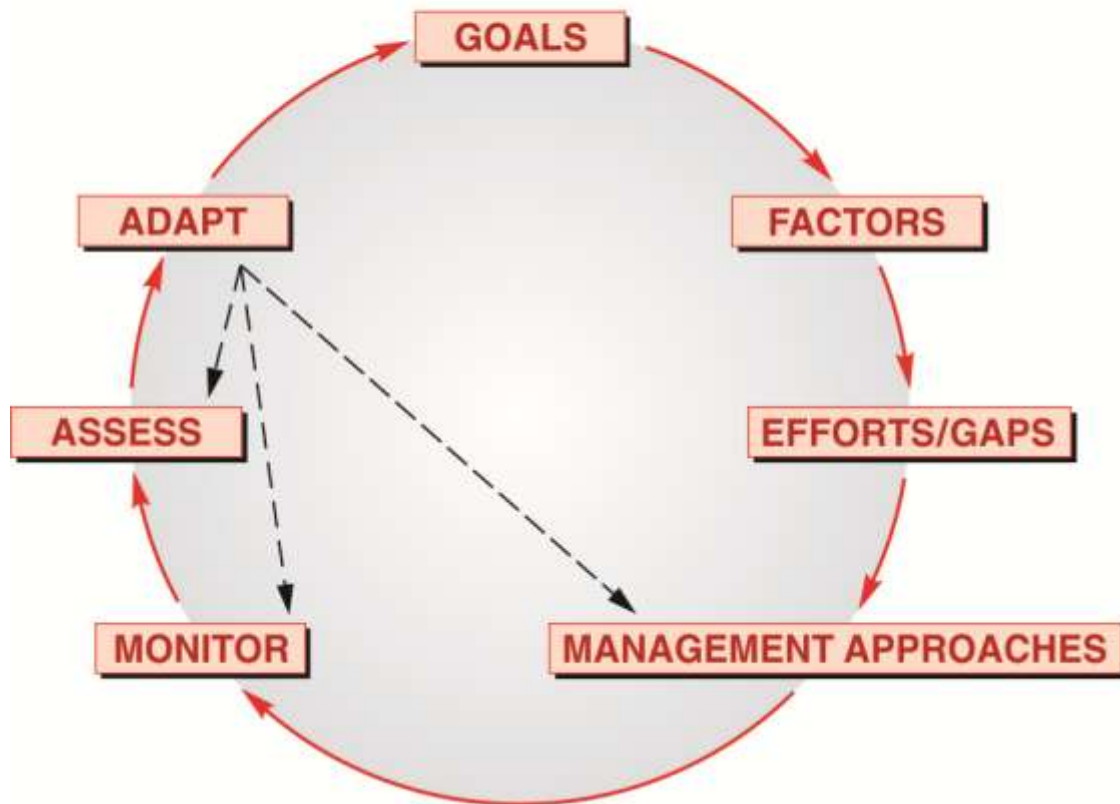 GOALS
FACTORS
EFFORTS/GAPS
MANAGEMENT APPROACHES
MONITOR
ASSESS
ADAPT